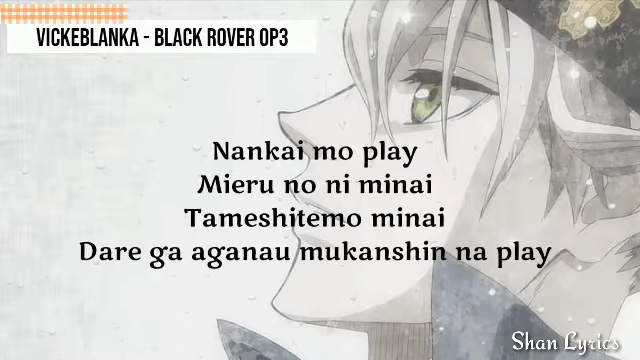 VICKEBLANKA - BLACK ROVER OP3
Nankai mo play
Mieru no ni minai
Tameshitemo minai
Dare ga aganau mukanshin na play
Shan Lyrics